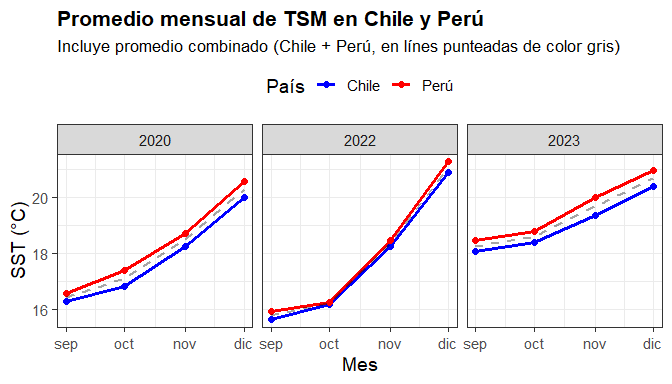 Promedio mensual de TSM en Chile y Perú
Incluye promedio combinado (Chile + Perú, en línes punteadas de color gris)
País Chile Perú
2020 2022 2023
SST (°C)
20
18
16
sep oct nov dic sep oct nov dic sep oct nov dic
Mes